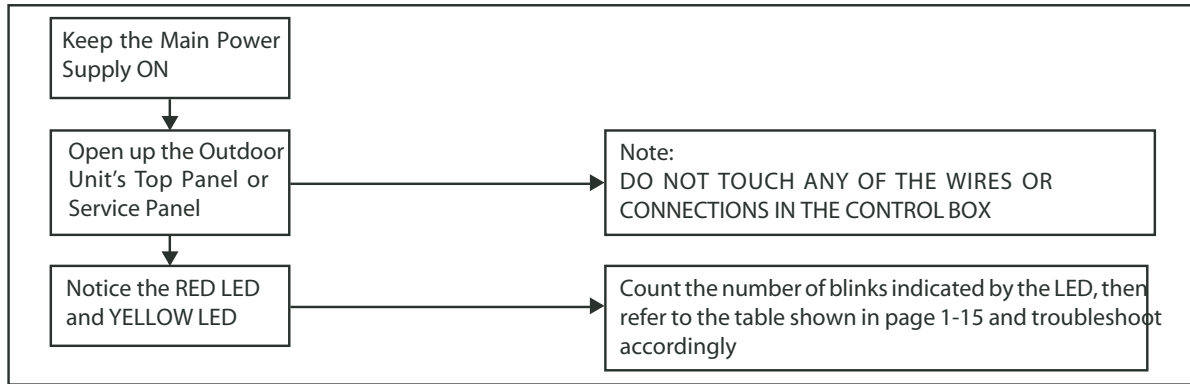 Keep the Main Power
Supply ON
Open up the Outdoor
Unit's Top Panel or
Service Panel
Note:
DO NOT TOUCH ANY OF THE WIRES OR
CONNECTIONS IN THE CONTROL BOX
Notice the RED LED
and YELLOW LED
Count the number of blinks indicated by the LED, then
refer to the table shown in page 1-15 and troubleshoot
accordingly